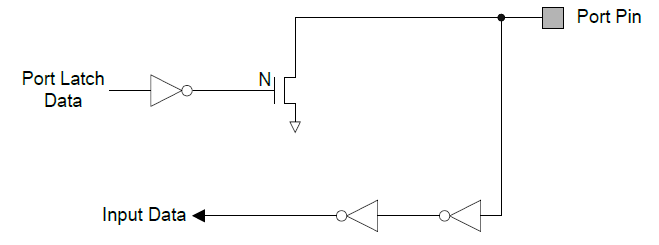 Port Pin
Port Latch
Data
N
Input Data